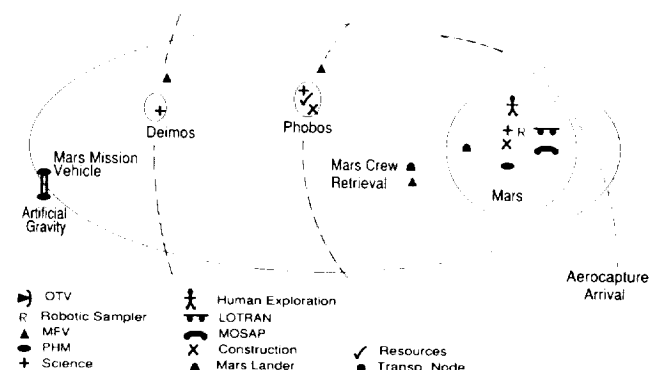 Deimos
Phobos
Mars Mission
Vehicle
Artificial
Gravity
Mars Crew
Retrieval
R
Mars
Aerocapture
Arrival
OTV
R Robotic Sampler
MFV
PHM
+ Science
Human Exploration
LOTRAN
MOSAP
X Construction
Mars Lander
✓ Resources
Transp. Node